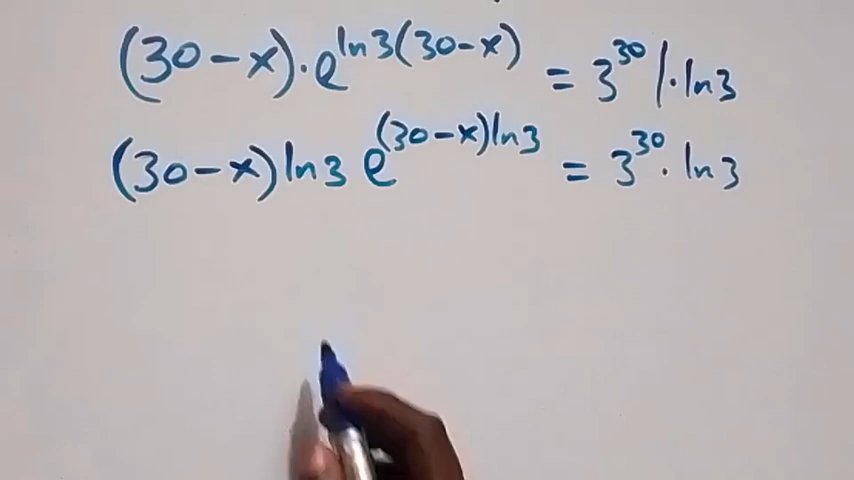 (30-x)·e^{ln3(30-x)} = 3^{30} |·ln3
(30-x)ln3 e^{(30-x)ln3} = 3^{30}·ln3